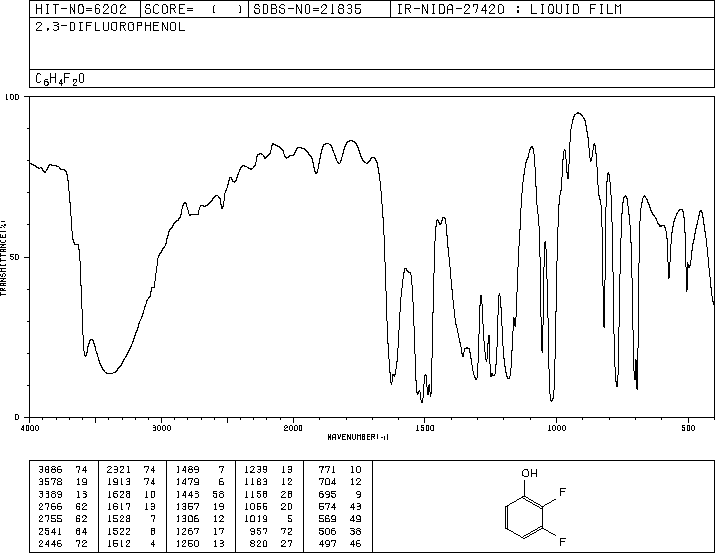 HIT-NO=6202 SCORE= ( ) SDBS-NO=21835 IR-NIDA-27420 : LIQUID FILM
2,3-DIFLUOROPHENOL
C6H4F2O
100
50
0
TRANSMITTANCE(%)
4000 3000 2000 1500 1000 500
WAVENUMBER(-1)
3886 74 2321 74 1489 7 1239 13 771 10
3578 19 1913 74 1479 6 1183 12 704 12
3389 13 1628 10 1443 58 1158 28 695 9
2766 62 1617 13 1357 19 1056 20 674 43
2755 62 1528 7 1306 12 1019 5 569 49
2541 64 1522 8 1267 17 957 72 506 38
2446 72 1512 4 1250 13 820 27 497 46
OH
F
F